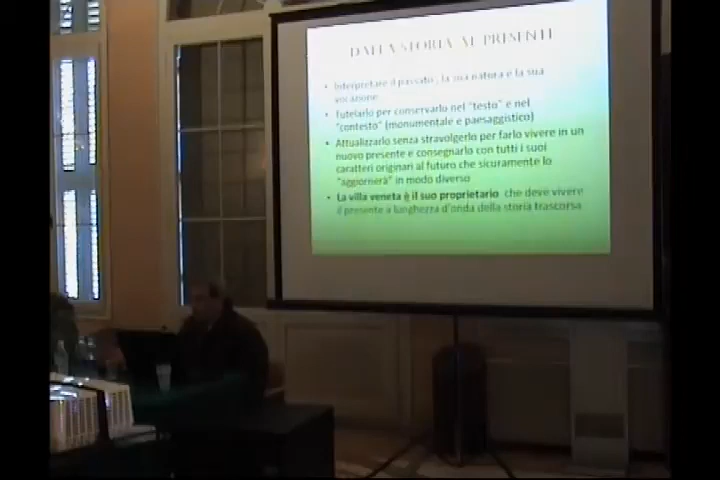 DALLA STORIA AL PRESENTE
• Interpretare il passato, la sua natura e la sua
vocazione
• Tutelarlo per conservarlo nel "testo" e nel
"contesto" (monumentale e paesaggistico)
• Attualizzarlo senza stravolgerlo per farlo vivere in un
nuovo presente e consegnarlo con tutti i suoi
caratteri originari al futuro che sicuramente lo
"aggiornerà" in modo diverso
• La villa veneta è il suo proprietario che deve vivere
il presente a lunghezza d'onda della storia trascorsa